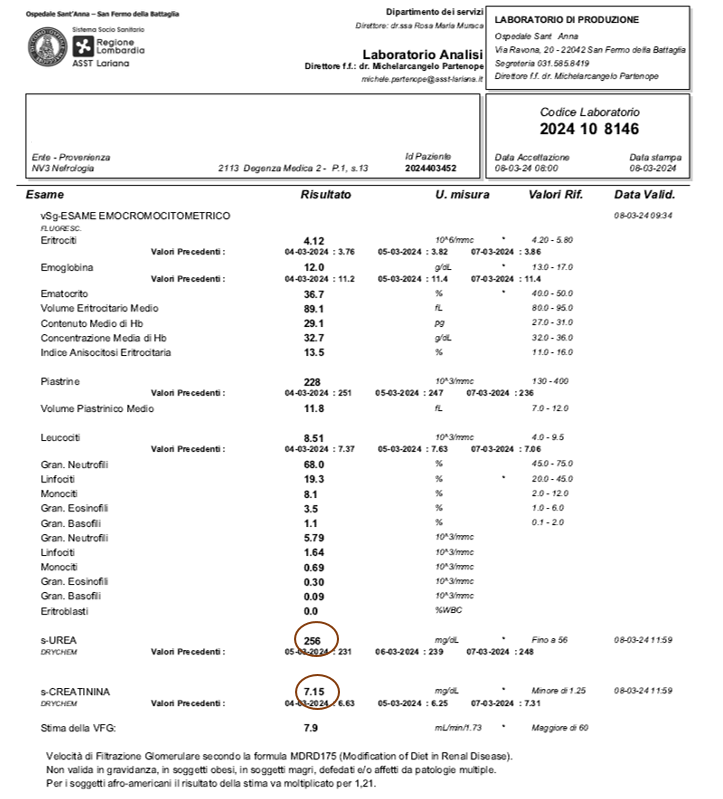 Ospedale Sant'Anna – San Fermo della Battaglia
Sistema Socio Sanitario
Regione
Lombardia
ASST Lariana
Dipartimento dei servizi
Direttore: dr.ssa Rosa Maria Muraca
Laboratorio Analisi
Direttore f.f.: dr. Michelarcangelo Partenope
michele.partenope@asst-lariana.it
LABORATORIO DI PRODUZIONE
Ospedale Sant Anna
Via Ravona, 20 - 22042 San Fermo della Battaglia
Segreteria 031.585.8419
Direttore f.f. dr. Michelarcangelo Partenope
Codice Laboratorio
2024 10 8146
Ente - Provenienza
NV3 Nefrologia 2113 Degenza Medica 2 - P.1, s.13
Id Paziente
2024403452
Data Accettazione Data stampa
08-03-24 08:00 08-03-2024
Esame Risultato U. misura Valori Rif. Data Valid.
vSg-ESAME EMOCROMOCITOMETRICO 08-03-24 09:34
FLUORESC.
Eritrociti 4.12 10^6/mmc * 4.20 - 5.80
Valori Precedenti : 04-03-2024 : 3.76 05-03-2024 : 3.82 07-03-2024 : 3.86
Emoglobina 12.0 g/dL * 13.0 - 17.0
Valori Precedenti : 04-03-2024 : 11.2 05-03-2024 : 11.4 07-03-2024 : 11.4
Ematocrito 36.7 % * 40.0 - 50.0
Volume Eritrocitario Medio 89.1 fL 80.0 - 95.0
Contenuto Medio di Hb 29.1 pg 27.0 - 31.0
Concentrazione Media di Hb 32.7 g/dL 32.0 - 36.0
Indice Anisocitosi Eritrocitaria 13.5 % 11.0 - 16.0
Piastrine 228 10^3/mmc 130 - 400
Valori Precedenti : 04-03-2024 : 251 05-03-2024 : 247 07-03-2024 : 236
Volume Piastrinico Medio 11.8 fL 7.0 - 12.0
Leucociti 8.51 10^3/mmc 4.0 - 9.5
Valori Precedenti : 04-03-2024 : 7.37 05-03-2024 : 7.63 07-03-2024 : 7.06
Gran. Neutrofili 68.0 % 45.0 - 75.0
Linfociti 19.3 % * 20.0 - 45.0
Monociti 8.1 % 2.0 - 12.0
Gran. Eosinofili 3.5 % 1.0 - 6.0
Gran. Basofili 1.1 % 0.1 - 2.0
Gran. Neutrofili 5.79 10^3/mmc
Linfociti 1.64 10^3/mmc
Monociti 0.69 10^3/mmc
Gran. Eosinofili 0.30 10^3/mmc
Gran. Basofili 0.09 10^3/mmc
Eritroblasti 0.0 %WBC
s-UREA 256 mg/dL * Fino a 56 08-03-24 11:59
DRYCHEM Valori Precedenti : 05-03-2024 : 231 06-03-2024 : 239 07-03-2024 : 248
s-CREATININA 7.15 mg/dL * Minore di 1.25 08-03-24 11:59
DRYCHEM Valori Precedenti : 04-03-2024 : 6.63 05-03-2024 : 6.25 07-03-2024 : 7.31
Stima della VFG: 7.9 mL/min/1.73 * Maggiore di 60
Velocità di Filtrazione Glomerulare secondo la formula MDRD175 (Modification of Diet in Renal Disease).
Non valida in gravidanza, in soggetti obesi, in soggetti magri, defedati e/o affetti da patologie multiple.
Per i soggetti afro-americani il risultato della stima va moltiplicato per 1,21.